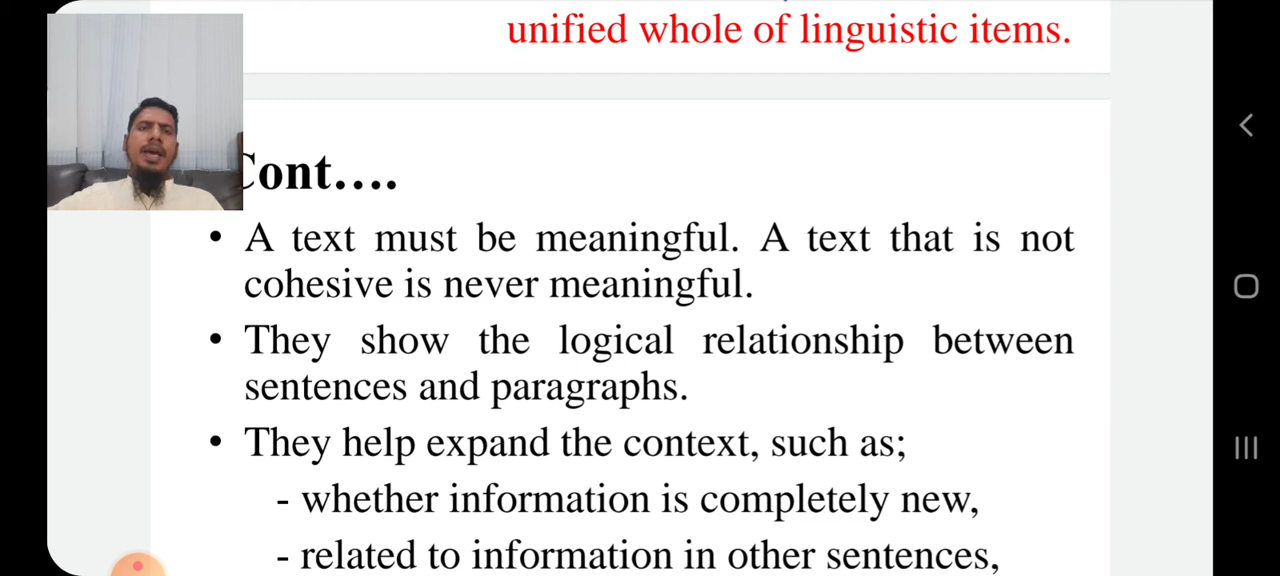 unified whole of linguistic items.
Cont….
• A text must be meaningful. A text that is not
cohesive is never meaningful.
• They show the logical relationship between
sentences and paragraphs.
• They help expand the context, such as;
- whether information is completely new,
- related to information in other sentences,